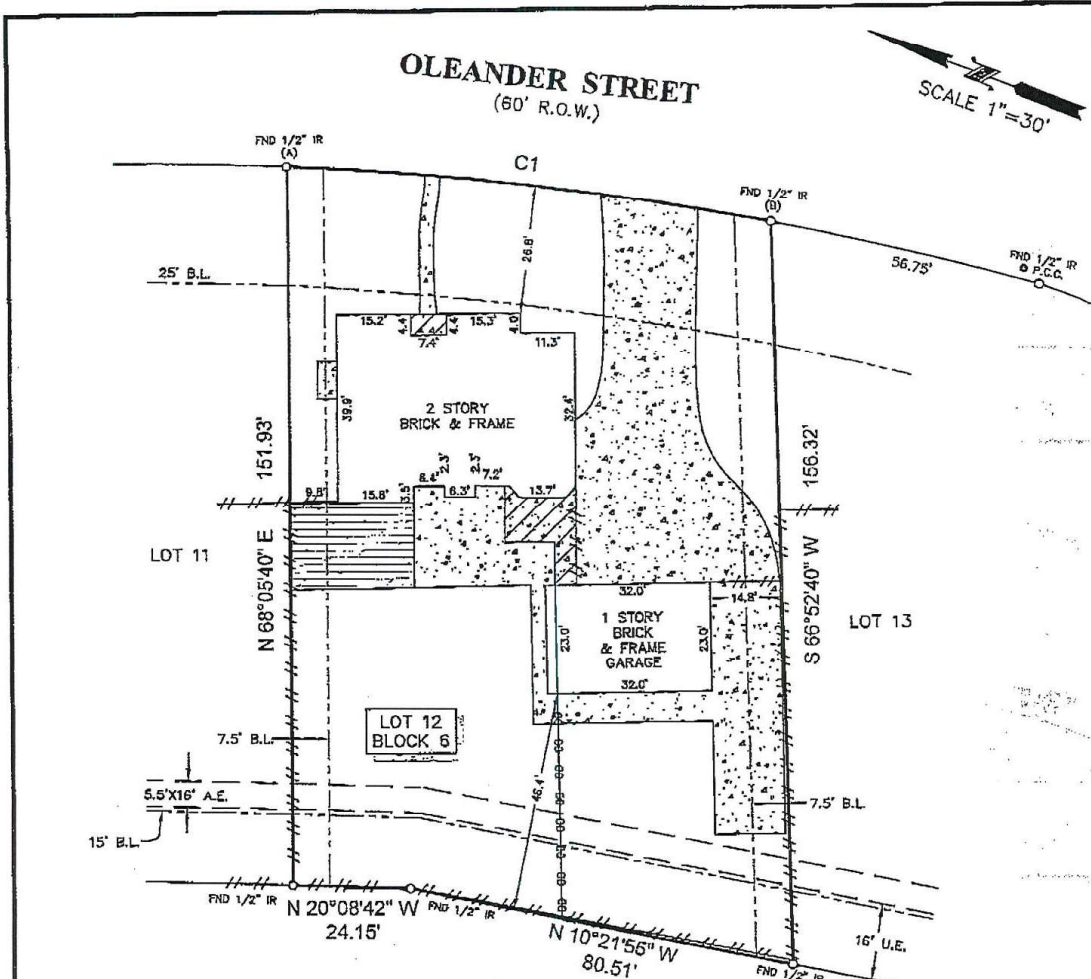 OLEANDER STREET
(60' R.O.W.)
SCALE 1"=30'
FND 1/2" IR
(A)
C1
FND 1/2" IR
(B)
FND 1/2" IR
P.C.C.
56.75'
26.8'
25' B.L.
15.2'
4.4'
7.4'
4.4'
15.3'
4.0'
11.3'
39.9'
2 STORY
BRICK & FRAME
32.4'
151.93'
156.32'
9.8'
15.8'
3.5'
8.4'
2.3'
6.3'
2.3'
7.2'
13.7'
LOT 11
N 68°05'40" E
32.0'
14.8'
23.0'
1 STORY
BRICK
& FRAME
GARAGE
23.0'
32.0'
S 66°52'40" W
LOT 13
LOT 12
BLOCK 6
7.5' B.L.
46.4'
5.5'X16' A.E.
7.5' B.L.
15' B.L.
FND 1/2" IR
N 20°08'42" W
24.15'
FND 1/2" IR
N 10°21'56" W
80.51'
16' U.E.
FND 1/2" IR